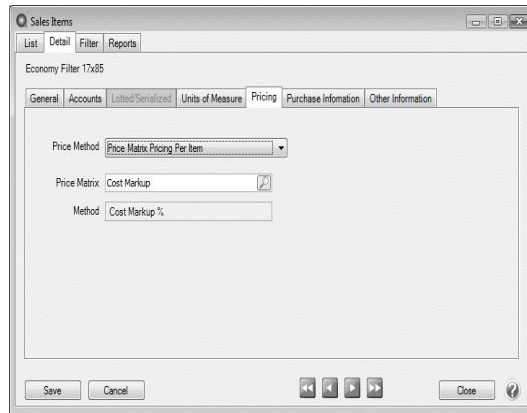 Sales Items
List Detail Filter Reports
Economy Filter 17x85
General Accounts Lotted/Serialized Units of Measure Pricing Purchase Infomation Other Information
Price Method Price Matrix Pricing Per Item
Price Matrix Cost Markup
Method Cost Markup %
Save Cancel Close ?